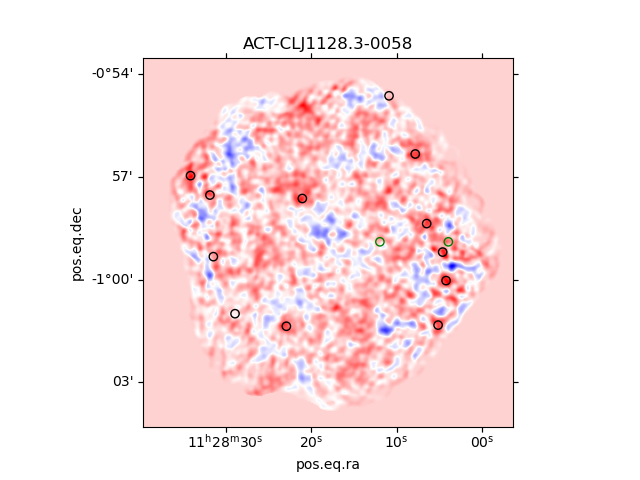 ACT-CLJ1128.3-0058
-0°54'
57'
-1°00'
03'
pos.eq.dec
11ʰ28ᵐ30ˢ
20ˢ
10ˢ
00ˢ
pos.eq.ra